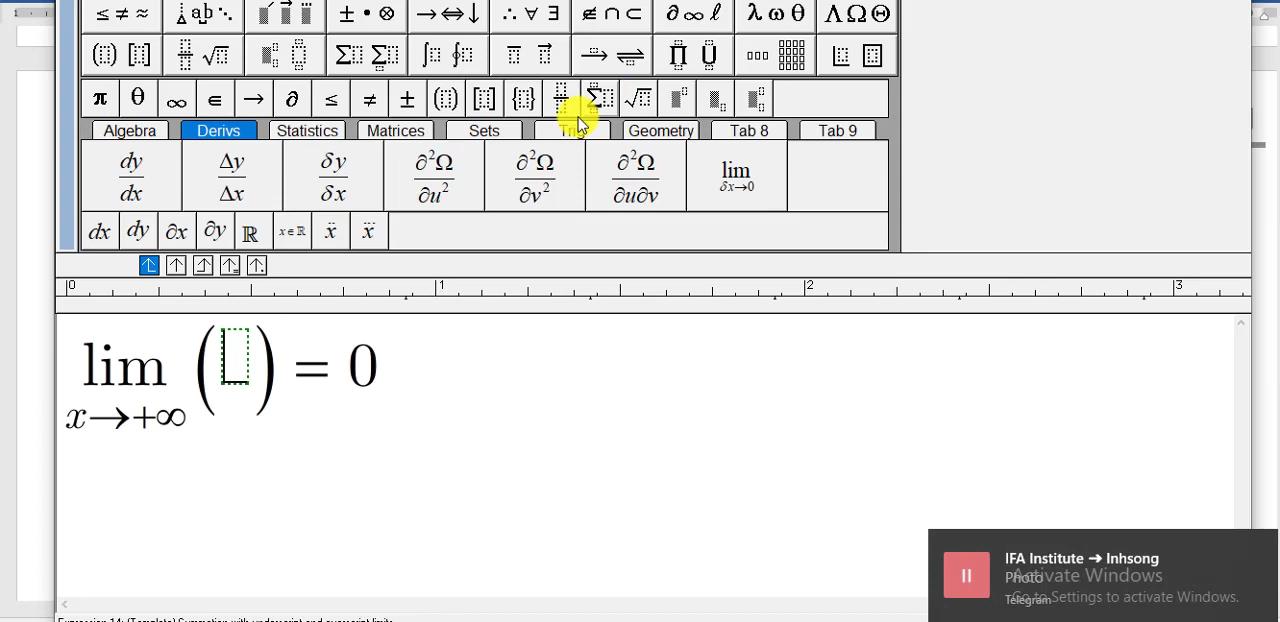 ≤ ≠ ≈ ȧb ⋱ ± • ⊗ → ⇔ ↓ ∴ ∀ ∃ ∉ ∩ ⊂ ∂ ∞ ℓ λ ω θ Λ Ω Θ
π θ ∞ ∈ → ∂ ≤ ≠ ±
Algebra Derivs Statistics Matrices Sets Geometry Tab 8 Tab 9
dy/dx Δy/Δx δy/δx ∂²Ω/∂u² ∂²Ω/∂v² ∂²Ω/∂u∂v lim δx→0
dx dy ∂x ∂y ℝ x∈ℝ ẍ x⃛
0 1 2 3
lim x→+∞ ( ) = 0
IFA Institute ➔ Inhsong
Photo
Activate Windows
Telegram
Go to Settings to activate Windows.